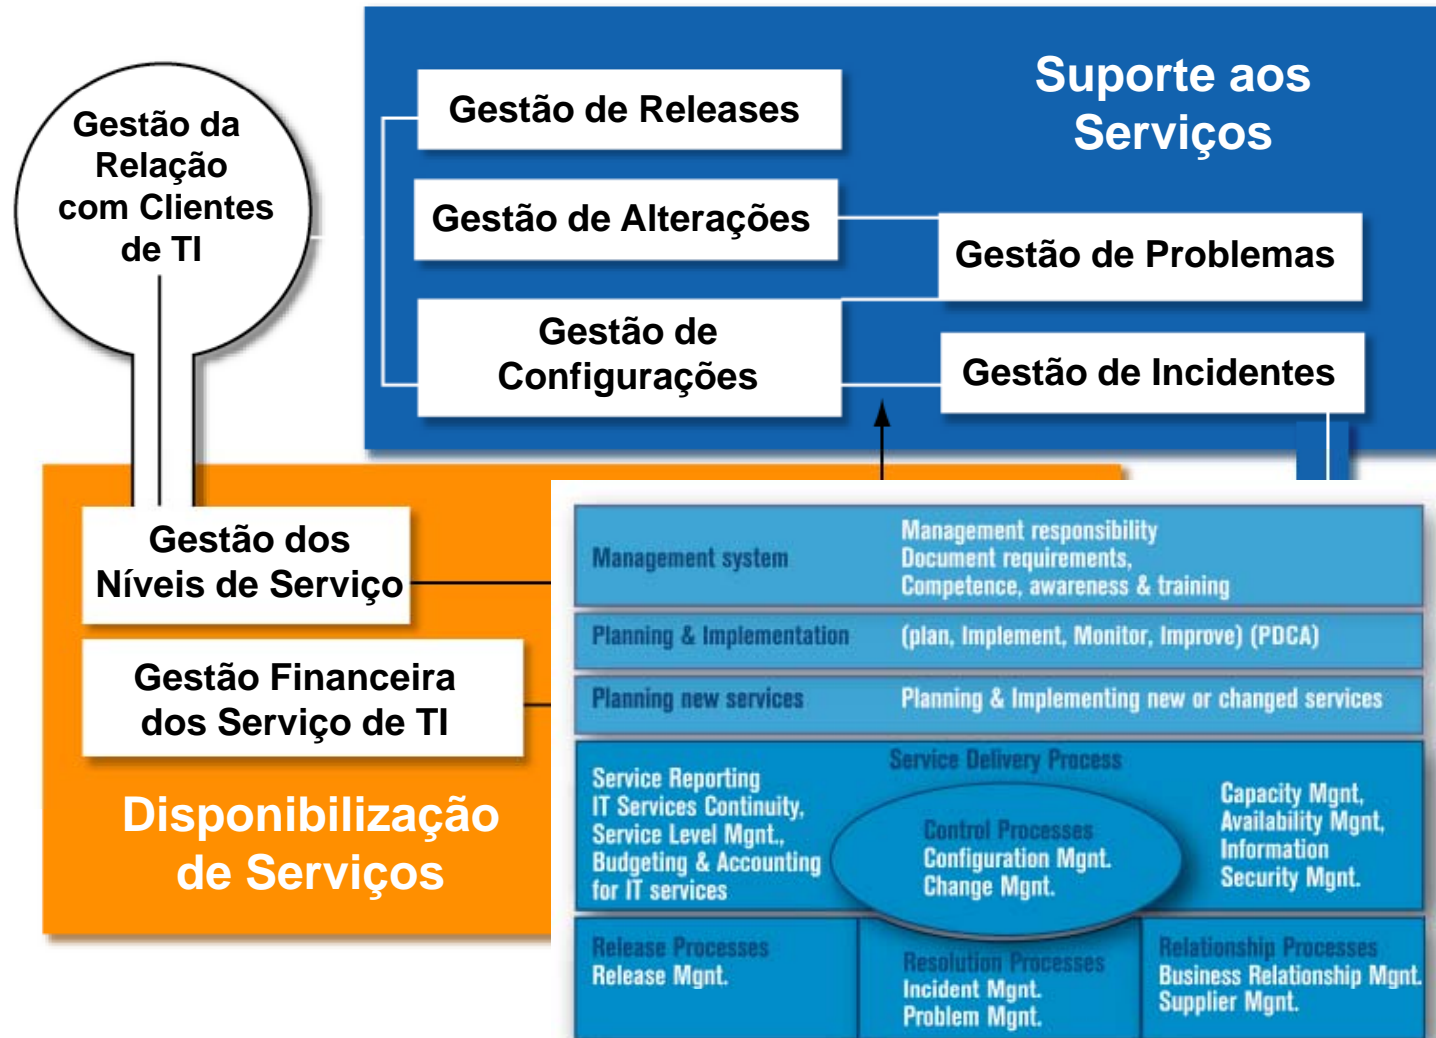 Suporte aos
Serviços
Gestão da
Relação
com Clientes
de TI
Gestão de Releases
Gestão de Alterações
Gestão de Problemas
Gestão de
Configurações
Gestão de Incidentes
Gestão dos
Níveis de Serviço
Gestão Financeira
dos Serviço de TI
Disponibilização
de Serviços
Management system
Management responsibility
Document requirements,
Competence, awareness & training
Planning & Implementation
(plan, Implement, Monitor, Improve) (PDCA)
Planning new services
Planning & Implementing new or changed services
Service Delivery Process
Service Reporting
IT Services Continuity,
Service Level Mgnt.,
Budgeting & Accounting
for IT services
Control Processes
Configuration Mgnt.
Change Mgnt.
Capacity Mgnt,
Availability Mgnt,
Information
Security Mgnt.
Release Processes
Release Mgnt.
Resolution Processes
Incident Mgnt.
Problem Mgnt.
Relationship Processes
Business Relationship Mgnt.
Supplier Mgnt.